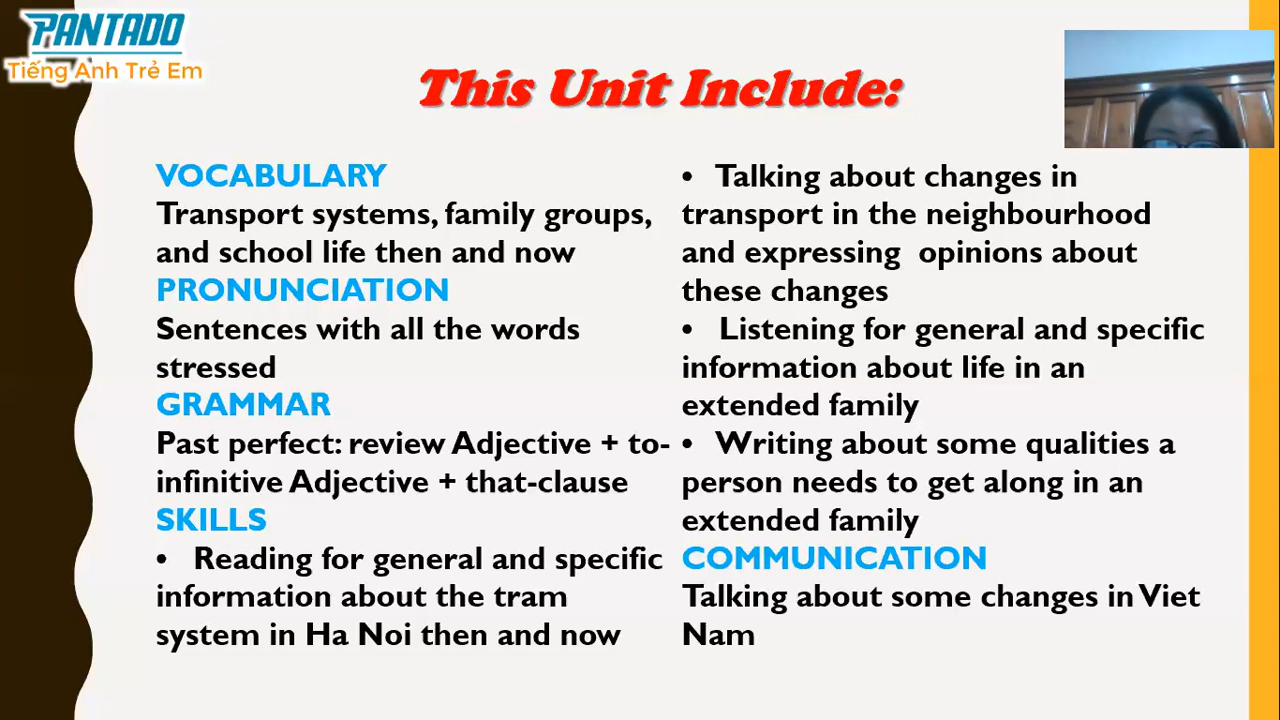 PANTADO
Tiếng Anh Trẻ Em
This Unit Include:
VOCABULARY
Transport systems, family groups,
and school life then and now
PRONUNCIATION
Sentences with all the words
stressed
GRAMMAR
Past perfect: review Adjective + to-
infinitive Adjective + that-clause
SKILLS
• Reading for general and specific
information about the tram
system in Ha Noi then and now
• Talking about changes in
transport in the neighbourhood
and expressing opinions about
these changes
• Listening for general and specific
information about life in an
extended family
• Writing about some qualities a
person needs to get along in an
extended family
COMMUNICATION
Talking about some changes in Viet
Nam